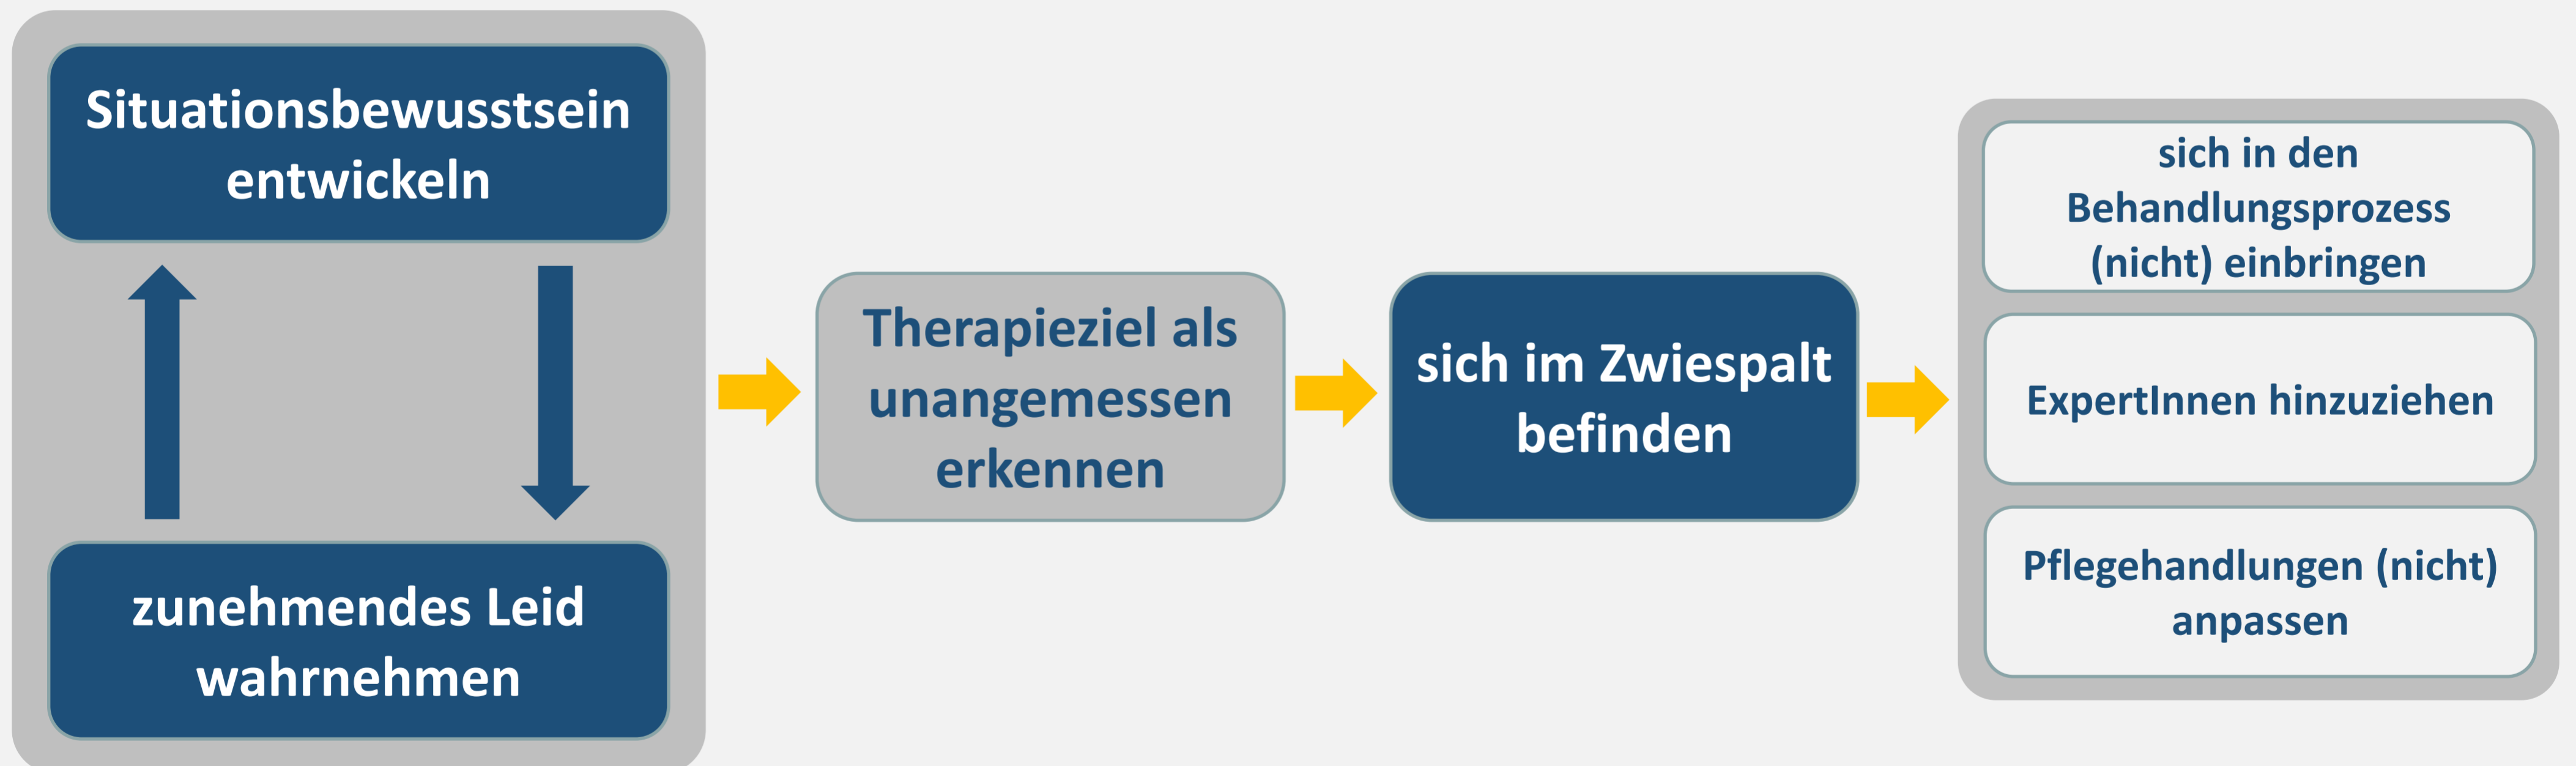 Situationsbewusstsein
entwickeln
zunehmendes Leid
wahrnehmen
Therapieziel als
unangemessen
erkennen
sich im Zwiespalt
befinden
sich in den
Behandlungsprozess
(nicht) einbringen
ExpertInnen hinzuziehen
Pflegehandlungen (nicht)
anpassen